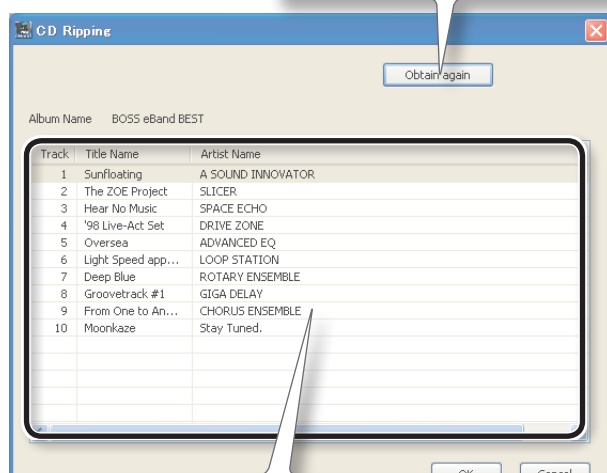 CD Ripping
Obtain again
Album Name BOSS eBand BEST
Track Title Name Artist Name
1 Sunfloating A SOUND INNOVATOR
2 The ZOE Project SLICER
3 Hear No Music SPACE ECHO
4 '98 Live-Act Set DRIVE ZONE
5 Oversea ADVANCED EQ
6 Light Speed app... LOOP STATION
7 Deep Blue ROTARY ENSEMBLE
8 Groovetrack #1 GIGA DELAY
9 From One to An... CHORUS ENSEMBLE
10 Moonkaze Stay Tuned.
OK Cancel